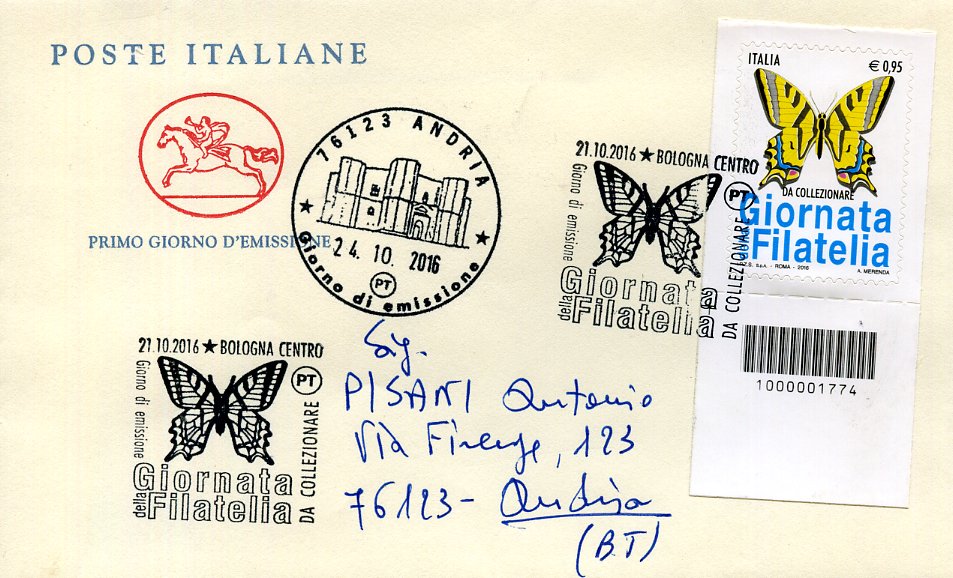 POSTE ITALIANE
PRIMO GIORNO D'EMISSIONE
76123 ANDRIA
24.10.2016
PT
Giorno di emissione
21.10.2016 ★ BOLOGNA CENTRO
Giorno di emissione
PT
DA COLLEZIONARE
Giornata
della Filatelia
ITALIA
€ 0,95
DA COLLEZIONARE
Giornata
della Filatelia
I.P.Z.S. S.p.A. - ROMA - 2016
A. MERENDA
1000001774
21.10.2016 ★ BOLOGNA CENTRO
Giorno di emissione
PT
DA COLLEZIONARE
Giornata
della Filatelia
Sig.
PISANI Antonio
Via Firenze, 123
76123 - Andria
(BT)